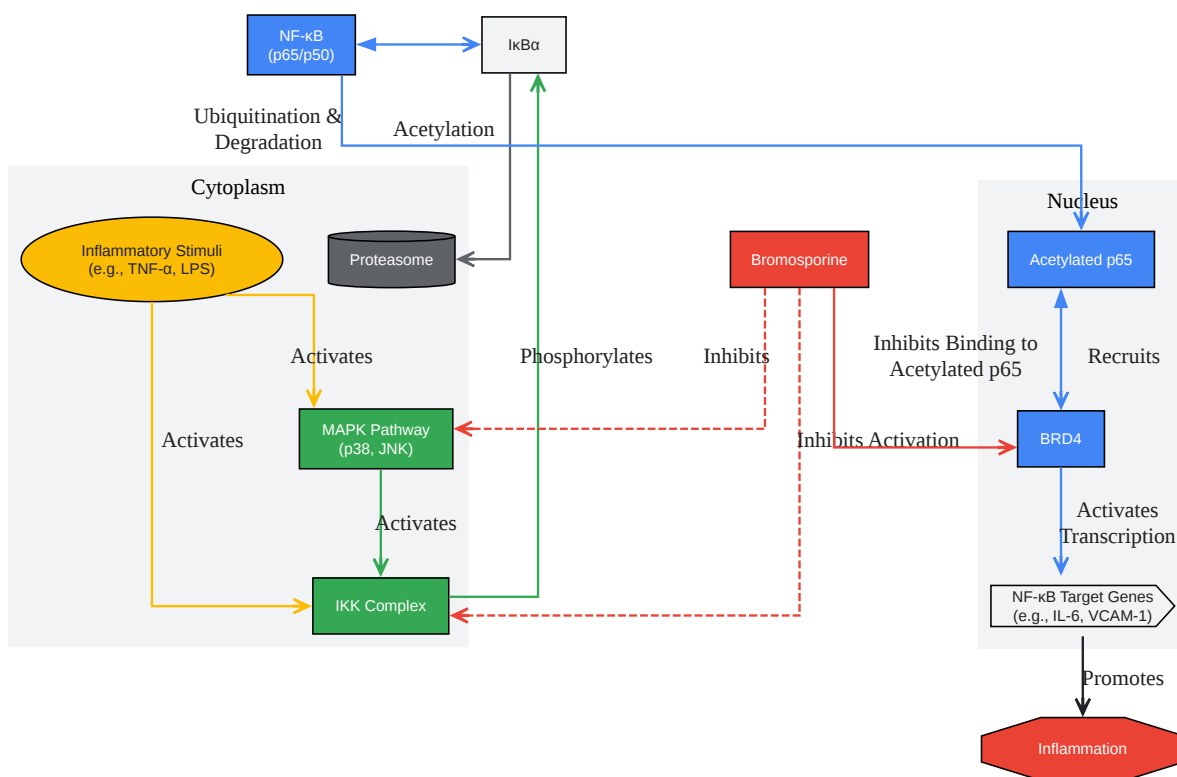 NF-κB
(p65/p50)
IκBα
Ubiquitination &
Degradation
Acetylation
Cytoplasm
Nucleus
Inflammatory Stimuli
(e.g., TNF-α, LPS)
Proteasome
Bromosporine
Acetylated p65
Activates
Phosphorylates
Inhibits
Inhibits Binding to
Acetylated p65
Recruits
MAPK Pathway
(p38, JNK)
Activates
Inhibits Activation
BRD4
Activates
Activates
Transcription
IKK Complex
NF-κB Target Genes
(e.g., IL-6, VCAM-1)
Promotes
Inflammation